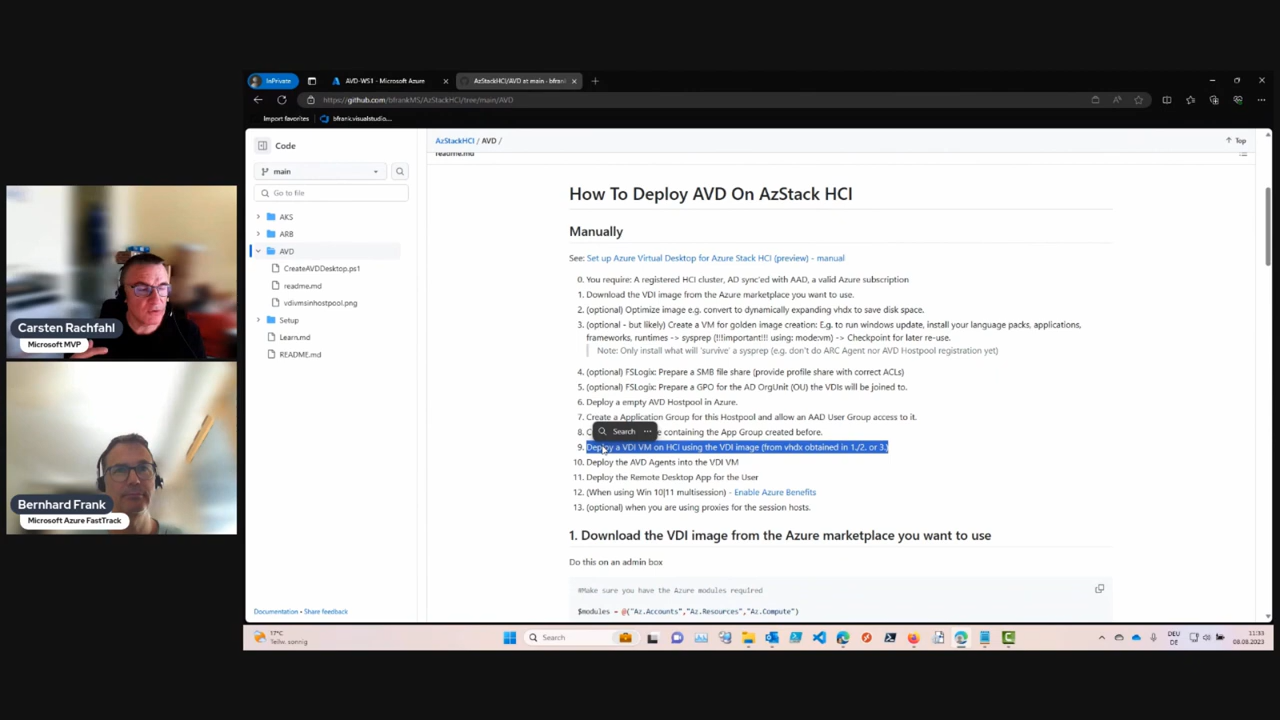 InPrivate
AVD-WS1 - Microsoft Azure
AzStackHCI/AVD at main · bfrank
https://github.com/bfrankMS/AzStackHCI/tree/main/AVD
Import favorites
bfrank.visualstudio...
Code
AzStackHCI / AVD /
Top
readme.md
main
Go to file
AKS
ARB
AVD
CreateAVDDesktop.ps1
readme.md
vdivmsinhostpool.png
Setup
Learn.md
README.md
Documentation • Share feedback
How To Deploy AVD On AzStack HCI
Manually
See: Set up Azure Virtual Desktop for Azure Stack HCI (preview) - manual
0. You require: A registered HCI cluster, AD sync'ed with AAD, a valid Azure subscription
1. Download the VDI image from the Azure marketplace you want to use.
2. (optional) Optimize image e.g. convert to dynamically expanding vhdx to save disk space.
3. (optional - but likely) Create a VM for golden image creation: E.g. to run windows update, install your language packs, applications,
frameworks, runtimes -> sysprep (!!!important!!! using: mode:vm) -> Checkpoint for later re-use.
Note: Only install what will 'survive' a sysprep (e.g. don't do ARC Agent nor AVD Hostpool registration yet)
4. (optional) FSLogix: Prepare a SMB file share (provide profile share with correct ACLs)
5. (optional) FSLogix: Prepare a GPO for the AD OrgUnit (OU) the VDIs will be joined to.
6. Deploy a empty AVD Hostpool in Azure.
7. Create a Application Group for this Hostpool and allow an AAD User Group access to it.
8. containing the App Group created before.
Search
9. Deploy a VDI VM on HCI using the VDI image (from vhdx obtained in 1./2. or 3.)
10. Deploy the AVD Agents into the VDI VM
11. Deploy the Remote Desktop App for the User
12. (When using Win 10|11 multisession) - Enable Azure Benefits
13. (optional) when you are using proxies for the session hosts.
1. Download the VDI image from the Azure marketplace you want to use
Do this on an admin box
#Make sure you have the Azure modules required
$modules = @("Az.Accounts","Az.Resources","Az.Compute")
Carsten Rachfahl
Microsoft MVP
Bernhard Frank
Microsoft Azure FastTrack
17°C
Teilw. sonnig
Search
DEU
DE
11:33
08.08.2023